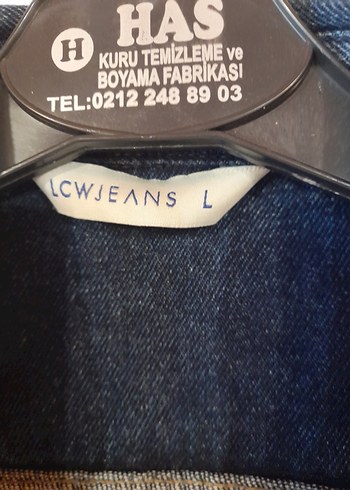 HAS
H
KURU TEMİZLEME ve
BOYAMA FABRİKASI
TEL:0212 248 89 03
LCWJEANS L